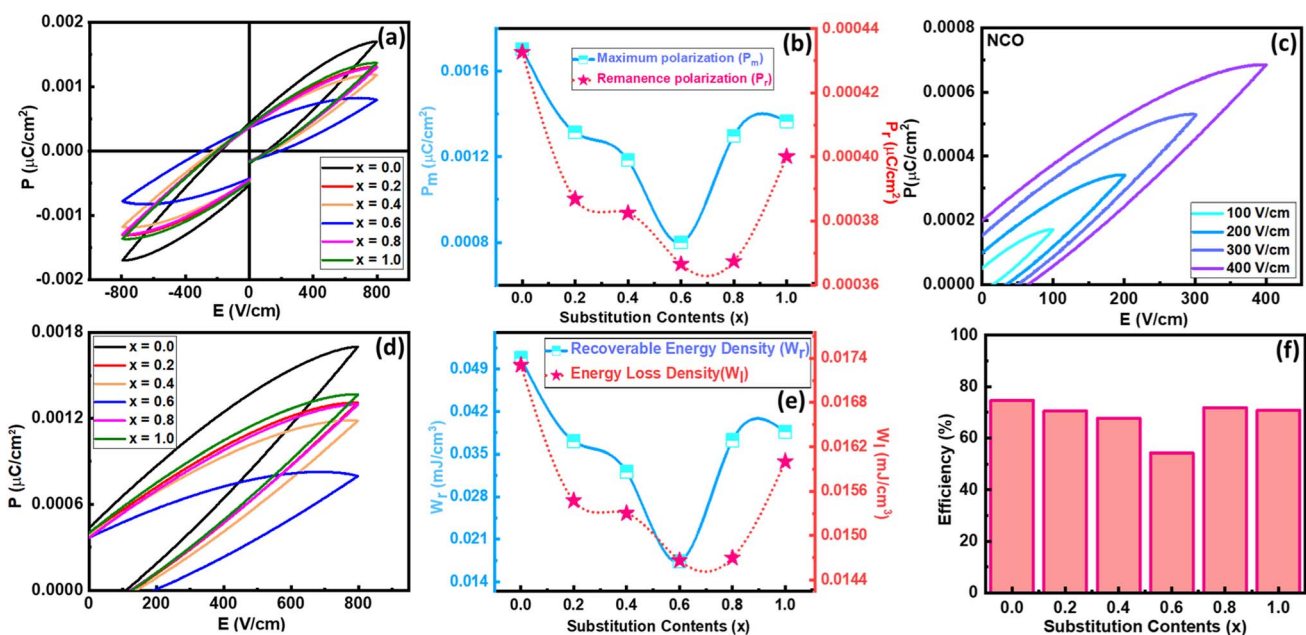 (a)
0.002
0.001
0.000
-0.001
-0.002
P (µC/cm²)
-800 -400 0 400 800
E (V/cm)
x = 0.0
x = 0.2
x = 0.4
x = 0.6
x = 0.8
x = 1.0
(b)
Maximum polarization (Pₘ)
Remanence polarization (Pᵣ)
0.0016
0.0012
0.0008
Pₘ (µC/cm²)
0.00044
0.00042
0.00040
0.00038
0.00036
Pᵣ (µC/cm²)
0.0 0.2 0.4 0.6 0.8 1.0
Substitution Contents (x)
(c)
NCO
0.0008
0.0006
0.0004
0.0002
0.0000
P(µC/cm²)
0 100 200 300 400
E (V/cm)
100 V/cm
200 V/cm
300 V/cm
400 V/cm
(d)
x = 0.0
x = 0.2
x = 0.4
x = 0.6
x = 0.8
x = 1.0
0.0018
0.0012
0.0006
0.0000
P (µC/cm²)
0 200 400 600 800
E (V/cm)
(e)
Recoverable Energy Density (Wᵣ)
Energy Loss Density(Wₗ)
0.049
0.042
0.035
0.028
0.021
0.014
Wᵣ (mJ/cm³)
0.0174
0.0168
0.0162
0.0156
0.0150
0.0144
Wₗ (mJ/cm³)
0.0 0.2 0.4 0.6 0.8 1.0
Substitution Contents (x)
(f)
100
80
60
40
20
0
Efficiency (%)
0.0 0.2 0.4 0.6 0.8 1.0
Substitution Contents (x)